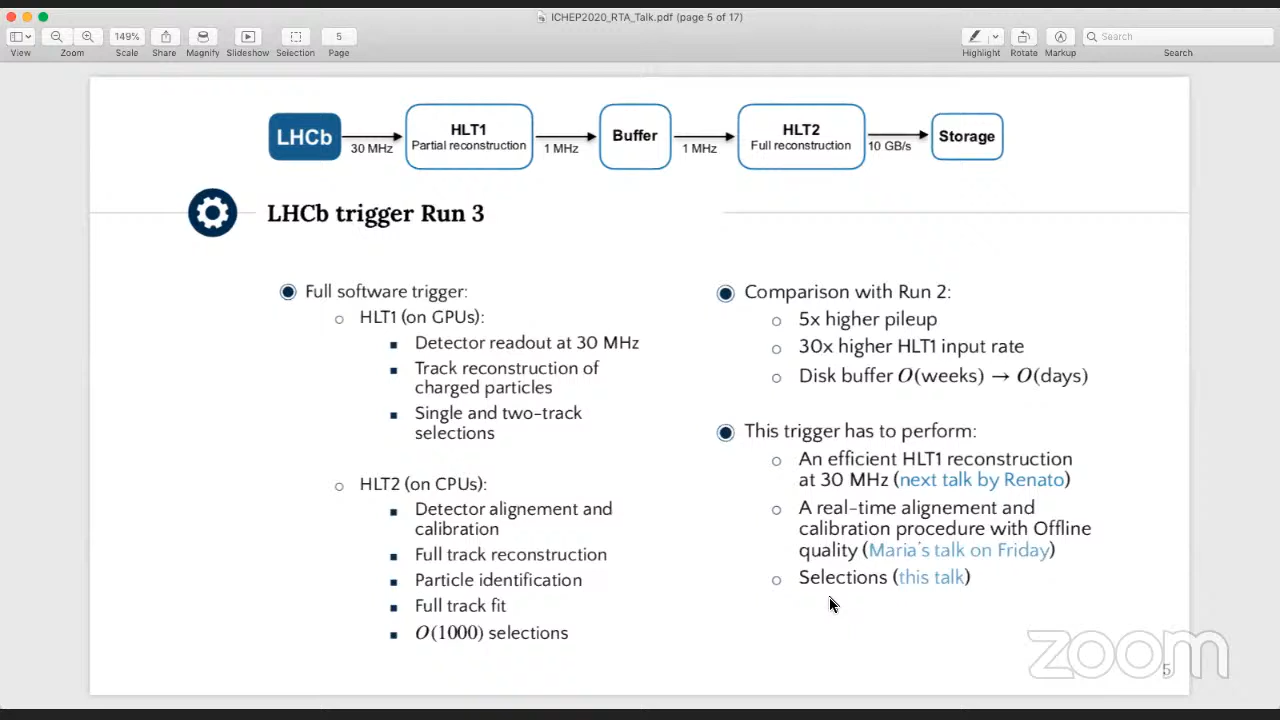 ICHEP2020_RTA_Talk.pdf (page 5 of 17)
149%
5
Search
View
Zoom
Scale
Share
Magnify
Slideshow
Selection
Page
Highlight
Rotate
Markup
Search
LHCb
30 MHz
HLT1
Partial reconstruction
1 MHz
Buffer
1 MHz
HLT2
Full reconstruction
10 GB/s
Storage
LHCb trigger Run 3
Full software trigger:
HLT1 (on GPUs):
Detector readout at 30 MHz
Track reconstruction of
charged particles
Single and two-track
selections
HLT2 (on CPUs):
Detector alignement and
calibration
Full track reconstruction
Particle identification
Full track fit
O(1000) selections
Comparison with Run 2:
5x higher pileup
30x higher HLT1 input rate
Disk buffer O(weeks) → O(days)
This trigger has to perform:
An efficient HLT1 reconstruction
at 30 MHz (next talk by Renato)
A real-time alignement and
calibration procedure with Offline
quality (Maria's talk on Friday)
Selections (this talk)
zoom
5